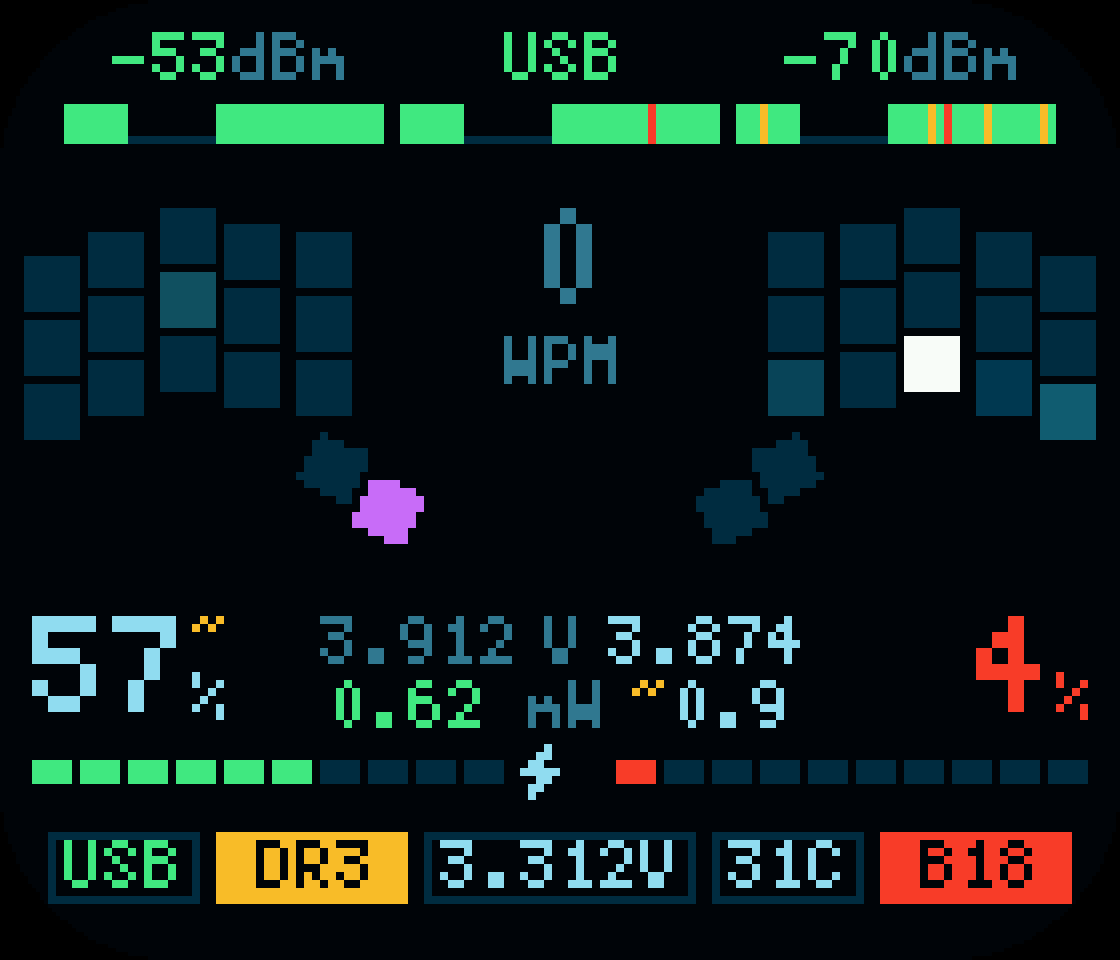 -53dBm USB -70dBm
0
WPM
57~% 3.912 V 3.874 4%
0.62 mW ~0.9
USB DR3 3.312V 31C B18